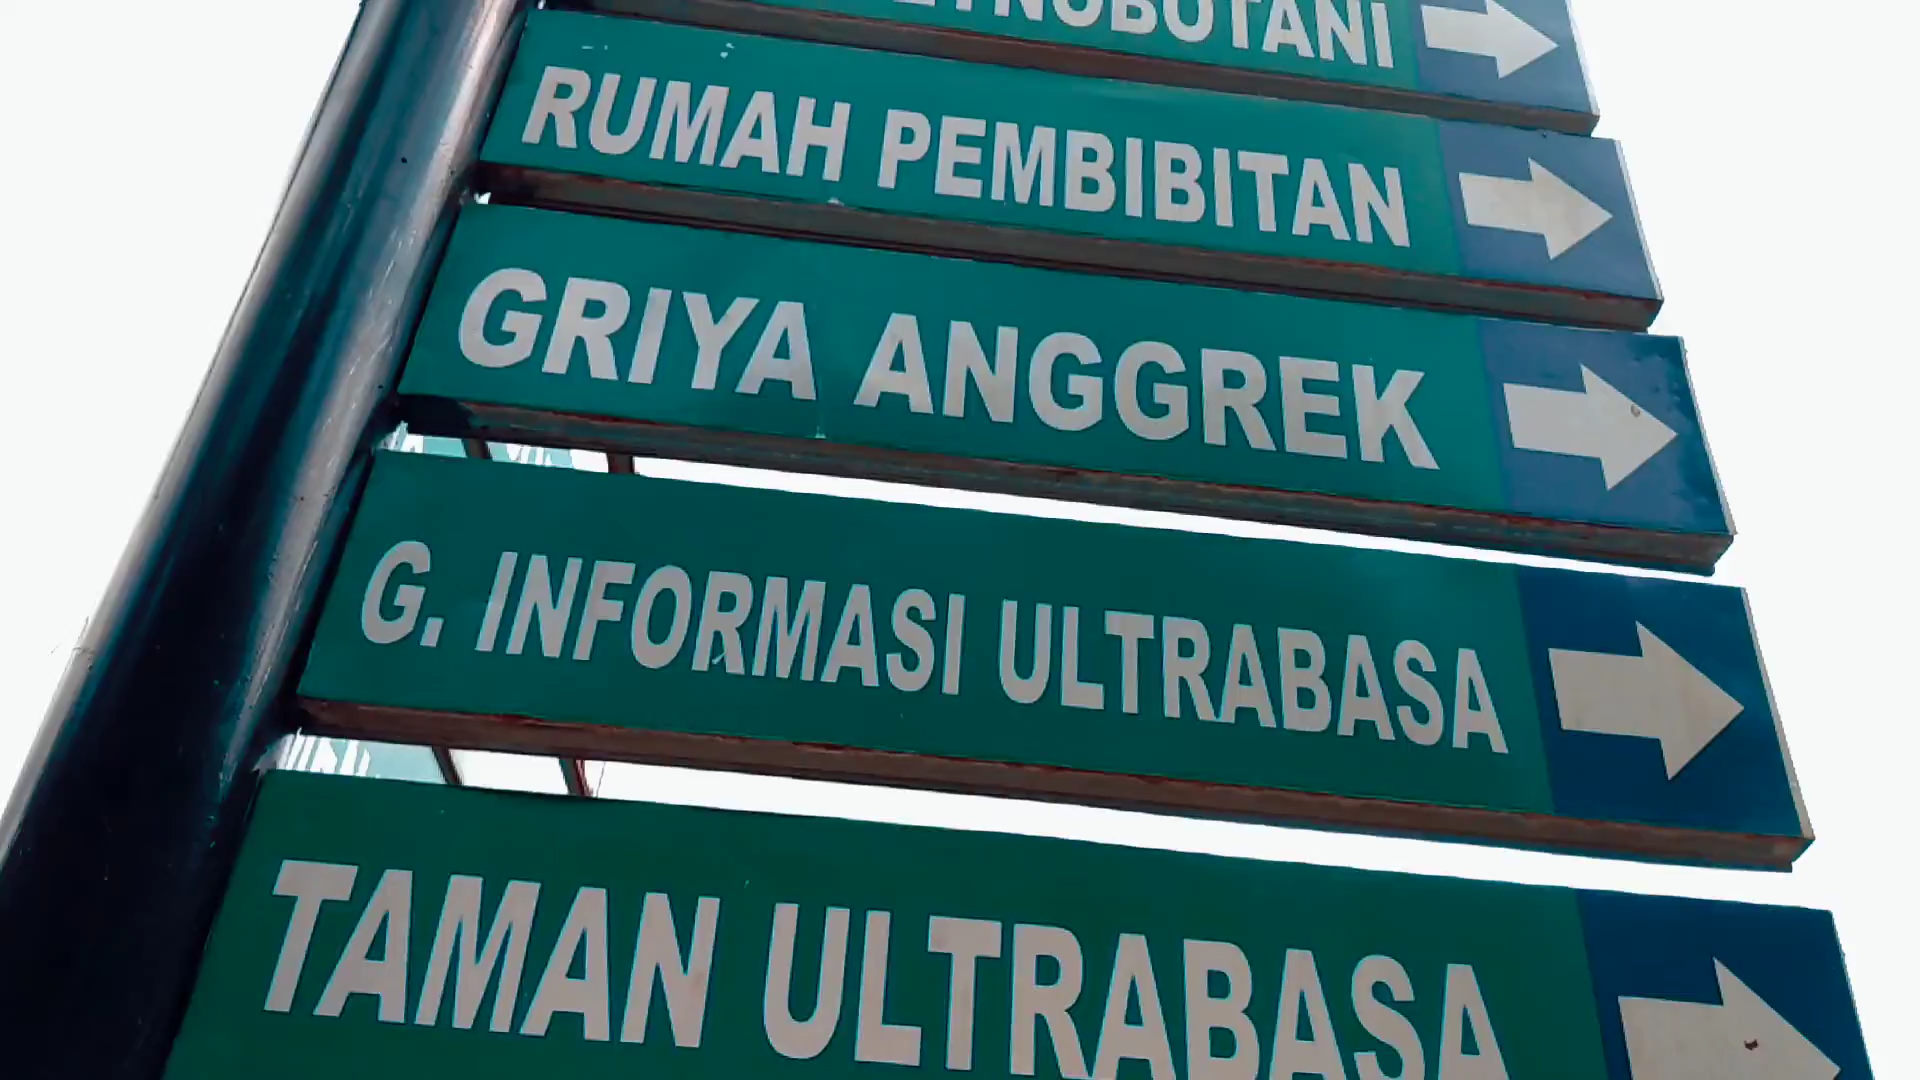 RUMAH PEMBIBITAN
GRIYA ANGGREK
G. INFORMASI ULTRABASA
TAMAN ULTRABASA